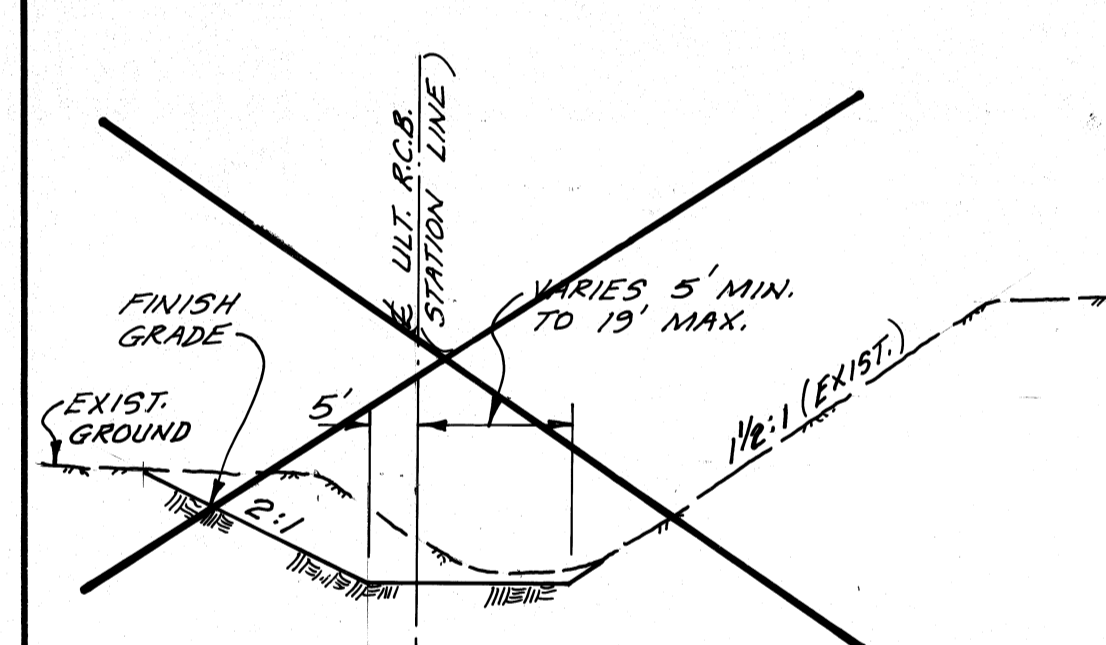 ℄ ULT. R.C.B.
(STATION LINE)
VARIES 5' MIN.
TO 19' MAX.
FINISH
GRADE
5'
EXIST.
GROUND
1½:1 (EXIST.)
2:1